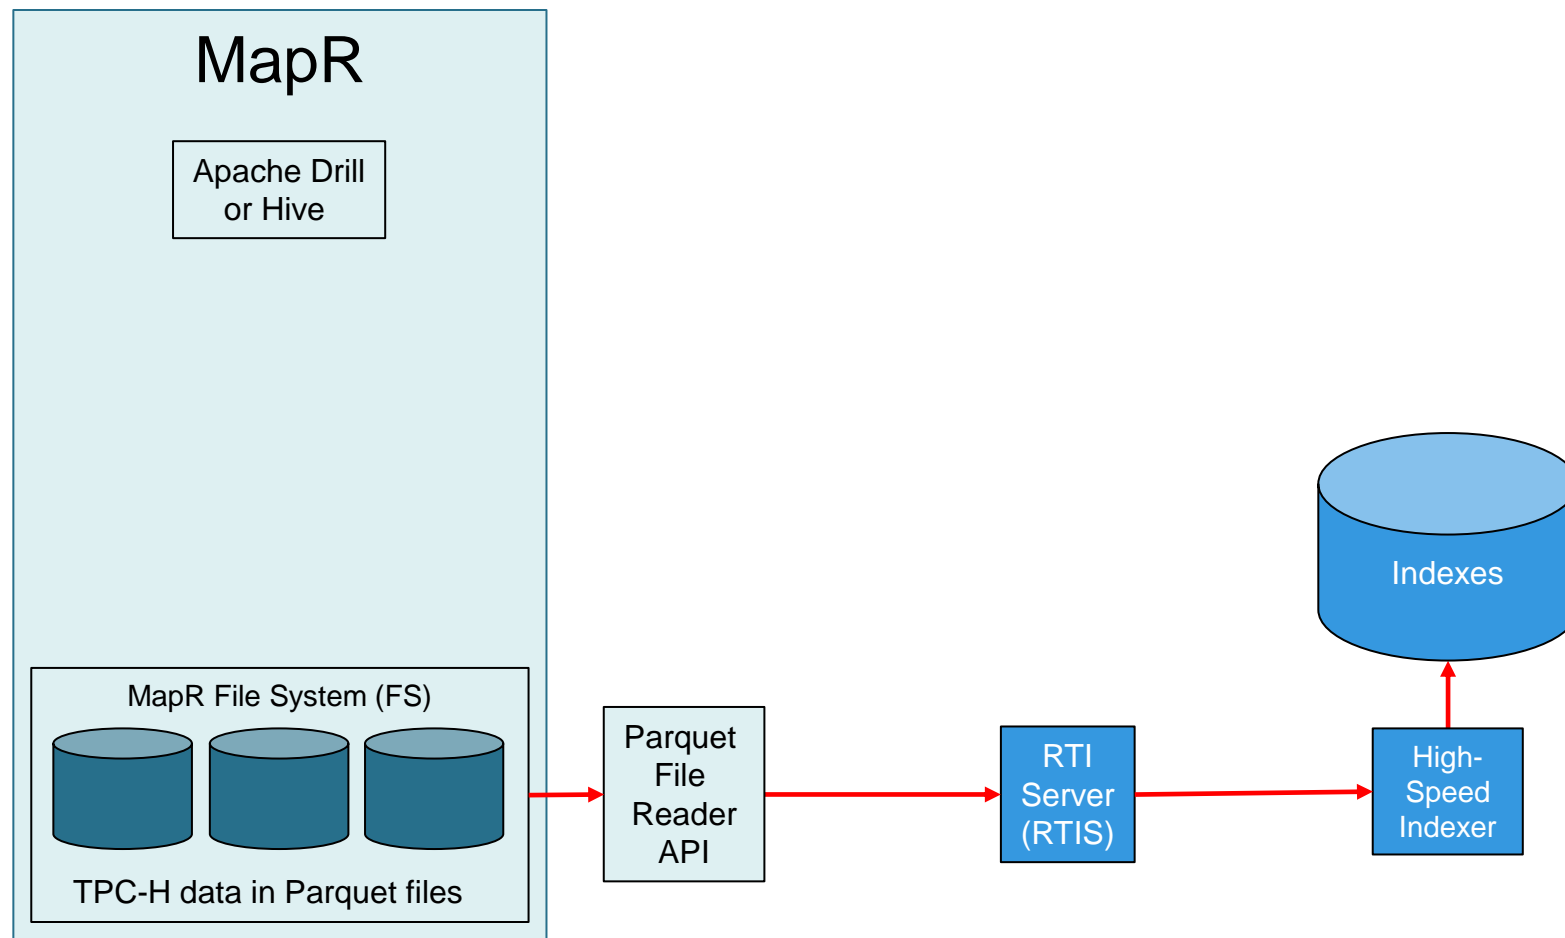 MapR
Apache Drill
or Hive
MapR File System (FS)
TPC-H data in Parquet files
Parquet
File
Reader
API
RTI
Server
(RTIS)
High-
Speed
Indexer
Indexes